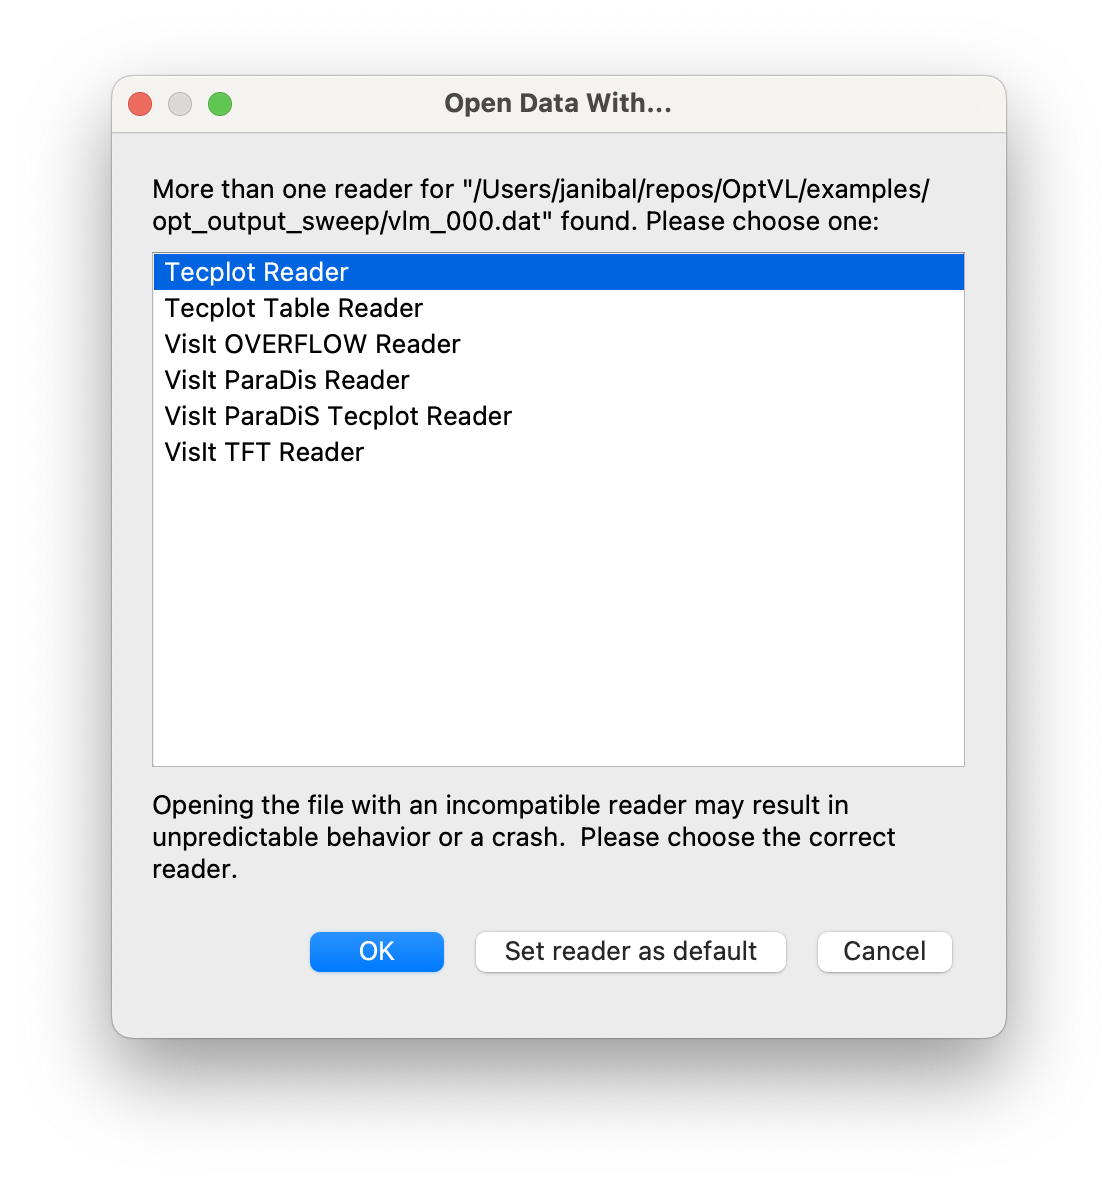 Open Data With...
More than one reader for "/Users/janibal/repos/OptVL/examples/
opt_output_sweep/vlm_000.dat" found. Please choose one:
Tecplot Reader
Tecplot Table Reader
VisIt OVERFLOW Reader
VisIt ParaDis Reader
VisIt ParaDiS Tecplot Reader
VisIt TFT Reader
Opening the file with an incompatible reader may result in
unpredictable behavior or a crash.  Please choose the correct
reader.
OK
Set reader as default
Cancel